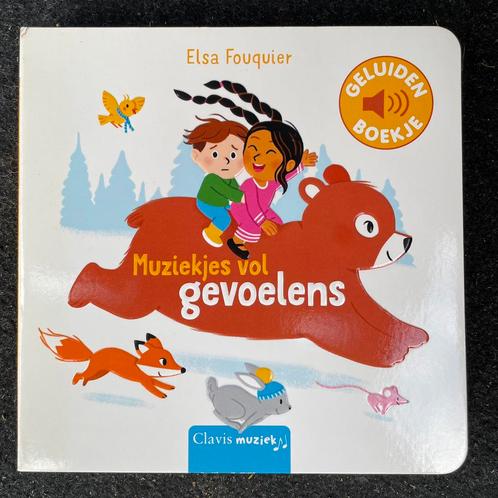 Elsa Fouquier
GELUIDEN
BOEKJE
Muziekjes vol
gevoelens
Clavis muziek